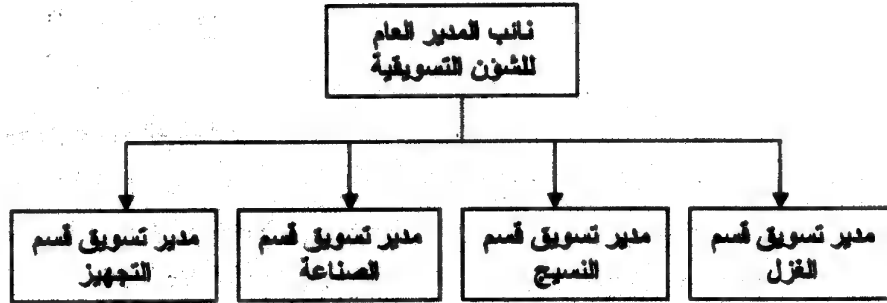 نائب المدير العام
للشؤن التسويقية
مدير تسويق قسم
الغزل
مدير تسويق قسم
النسيج
مدير تسويق قسم
الصناعة
مدير تسويق قسم
التجهيز